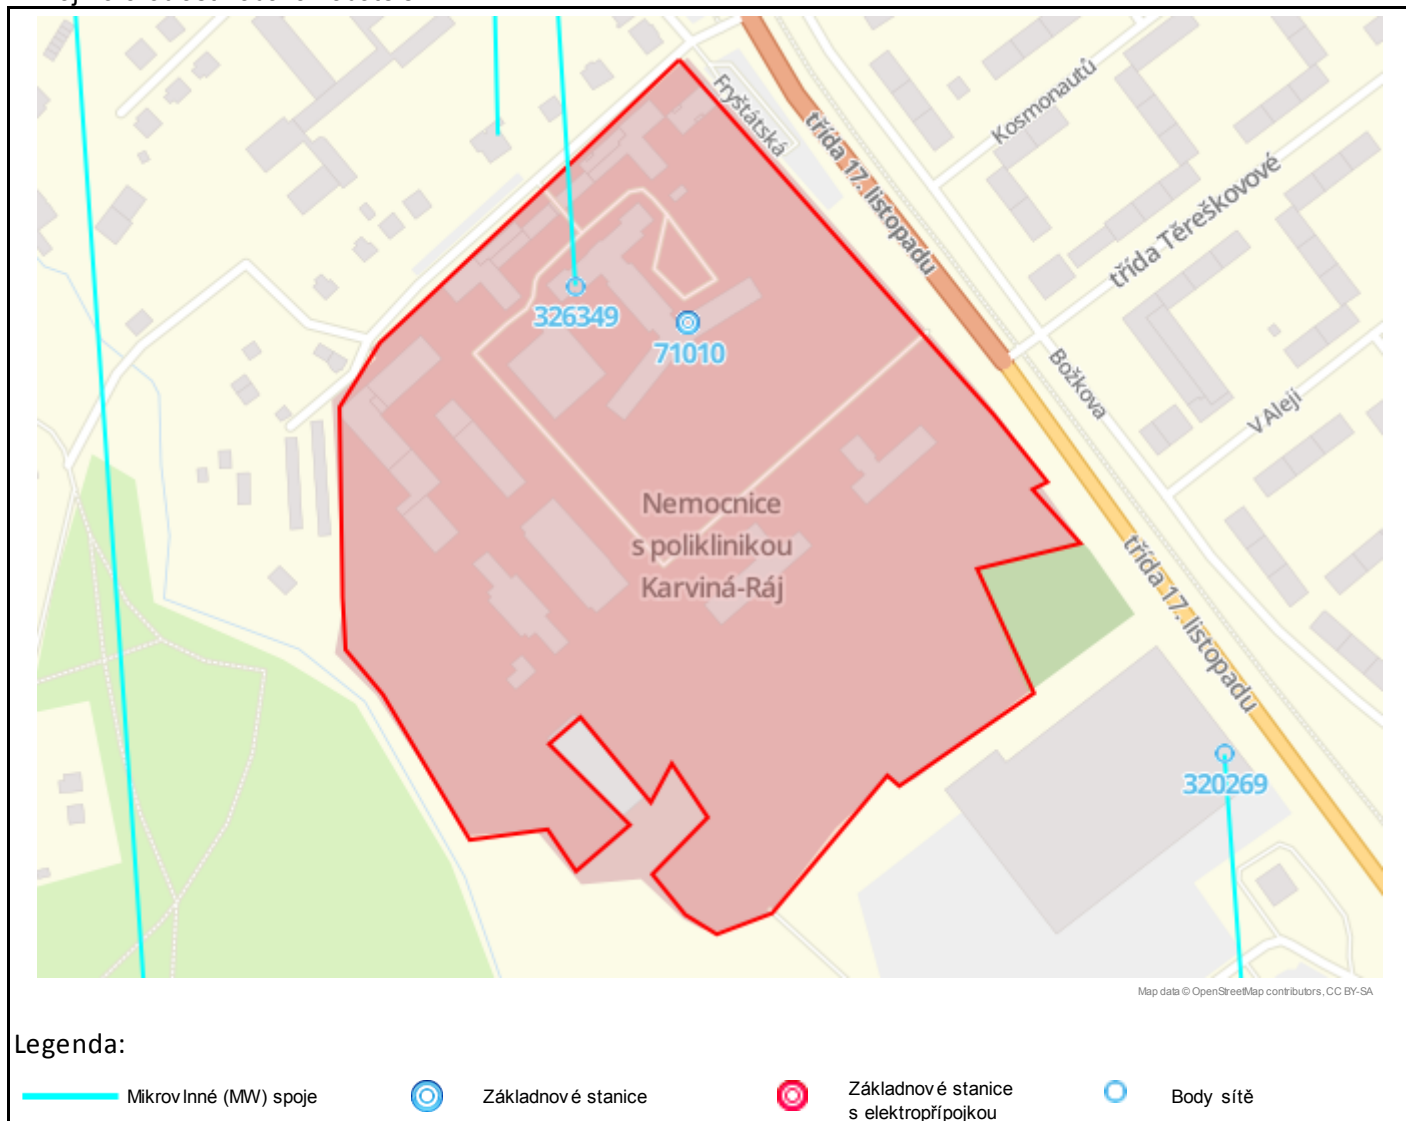 Fryštátská
třída 17. listopadu
Kosmonautů
třída Těreškovové
Božkova
V Aleji
326349
71010
Nemocnice
s poliklinikou
Karviná-Ráj
třída 17. listopadu
320269
Map data © OpenStreetMap contributors, CC BY-SA
Legenda:
Mikrovlnné (MW) spoje
Základnové stanice
Základnové stanice
s elektropřípojkou
Body sítě